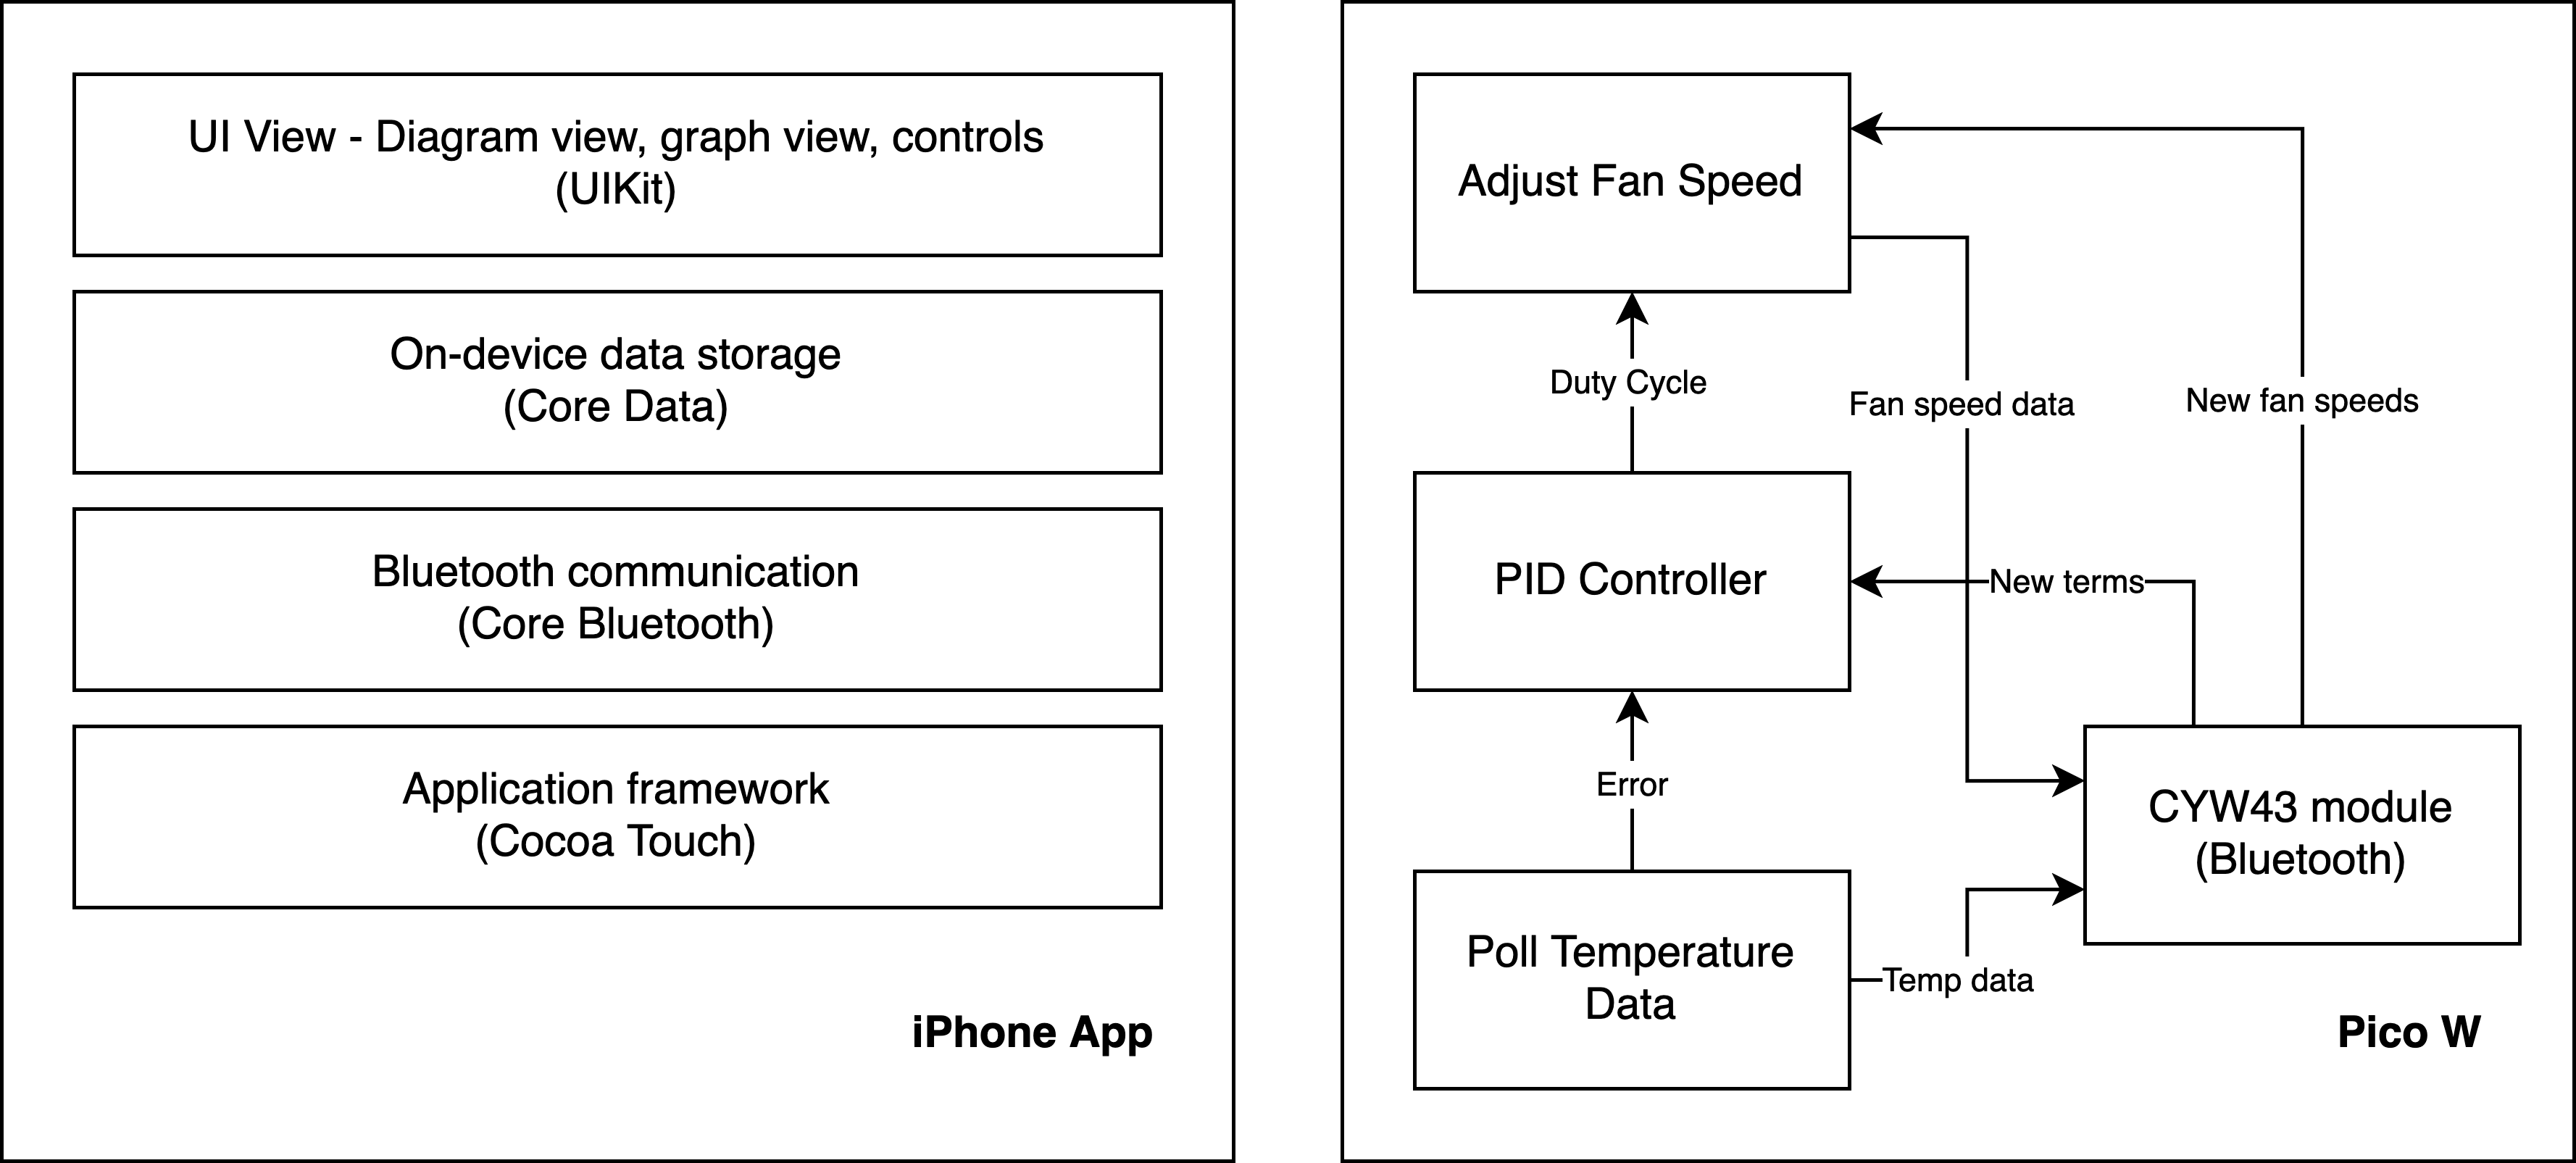 UI View - Diagram view, graph view, controls
(UIKit)
On-device data storage
(Core Data)
Bluetooth communication
(Core Bluetooth)
Application framework
(Cocoa Touch)
iPhone App
Adjust Fan Speed
Duty Cycle
Fan speed data
New fan speeds
PID Controller
New terms
Error
CYW43 module
(Bluetooth)
Poll Temperature
Data
Temp data
Pico W